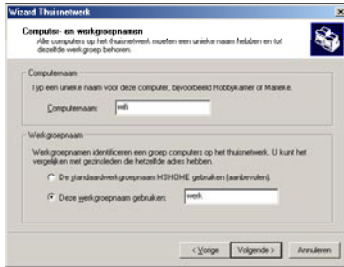 Wizard Thuisnetwerk
Computer- en werkgroepnamen
Alle computers op het thuisnetwerk moeten een unieke naam hebben en tot
dezelfde werkgroep behoren.
Computernaam
Typ een unieke naam voor deze computer, bijvoorbeeld Hobbykamer of Marieke.
Computernaam: wifi
Werkgroepnaam
Werkgroepnamen identificeren een groep computers op het thuisnetwerk. U kunt het
vergelijken met gezinsleden die hetzelfde adres hebben.
De standaardwerkgroepnaam MSHOME gebruiken (aanbevolen).
Deze werkgroepnaam gebruiken: werk
< Vorige Volgende > Annuleren